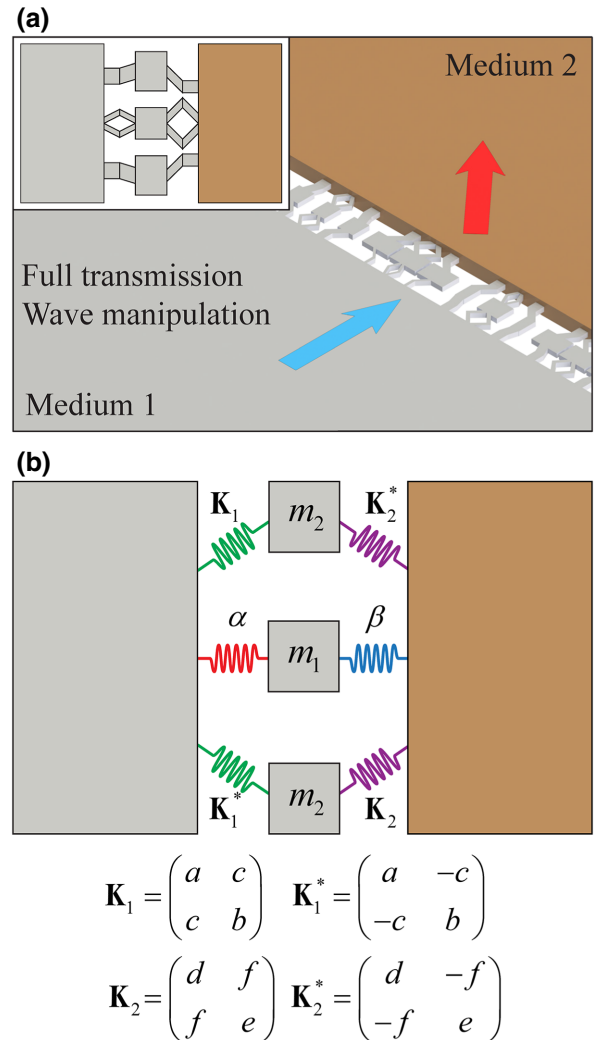 (a)
Medium 2
Full transmission
Wave manipulation
Medium 1
(b)
K₁ m₂ K₂*
α m₁ β
K₁* m₂ K₂
K₁ = (a c; c b) K₁* = (a −c; −c b)
K₂ = (d f; f e) K₂* = (d −f; −f e)